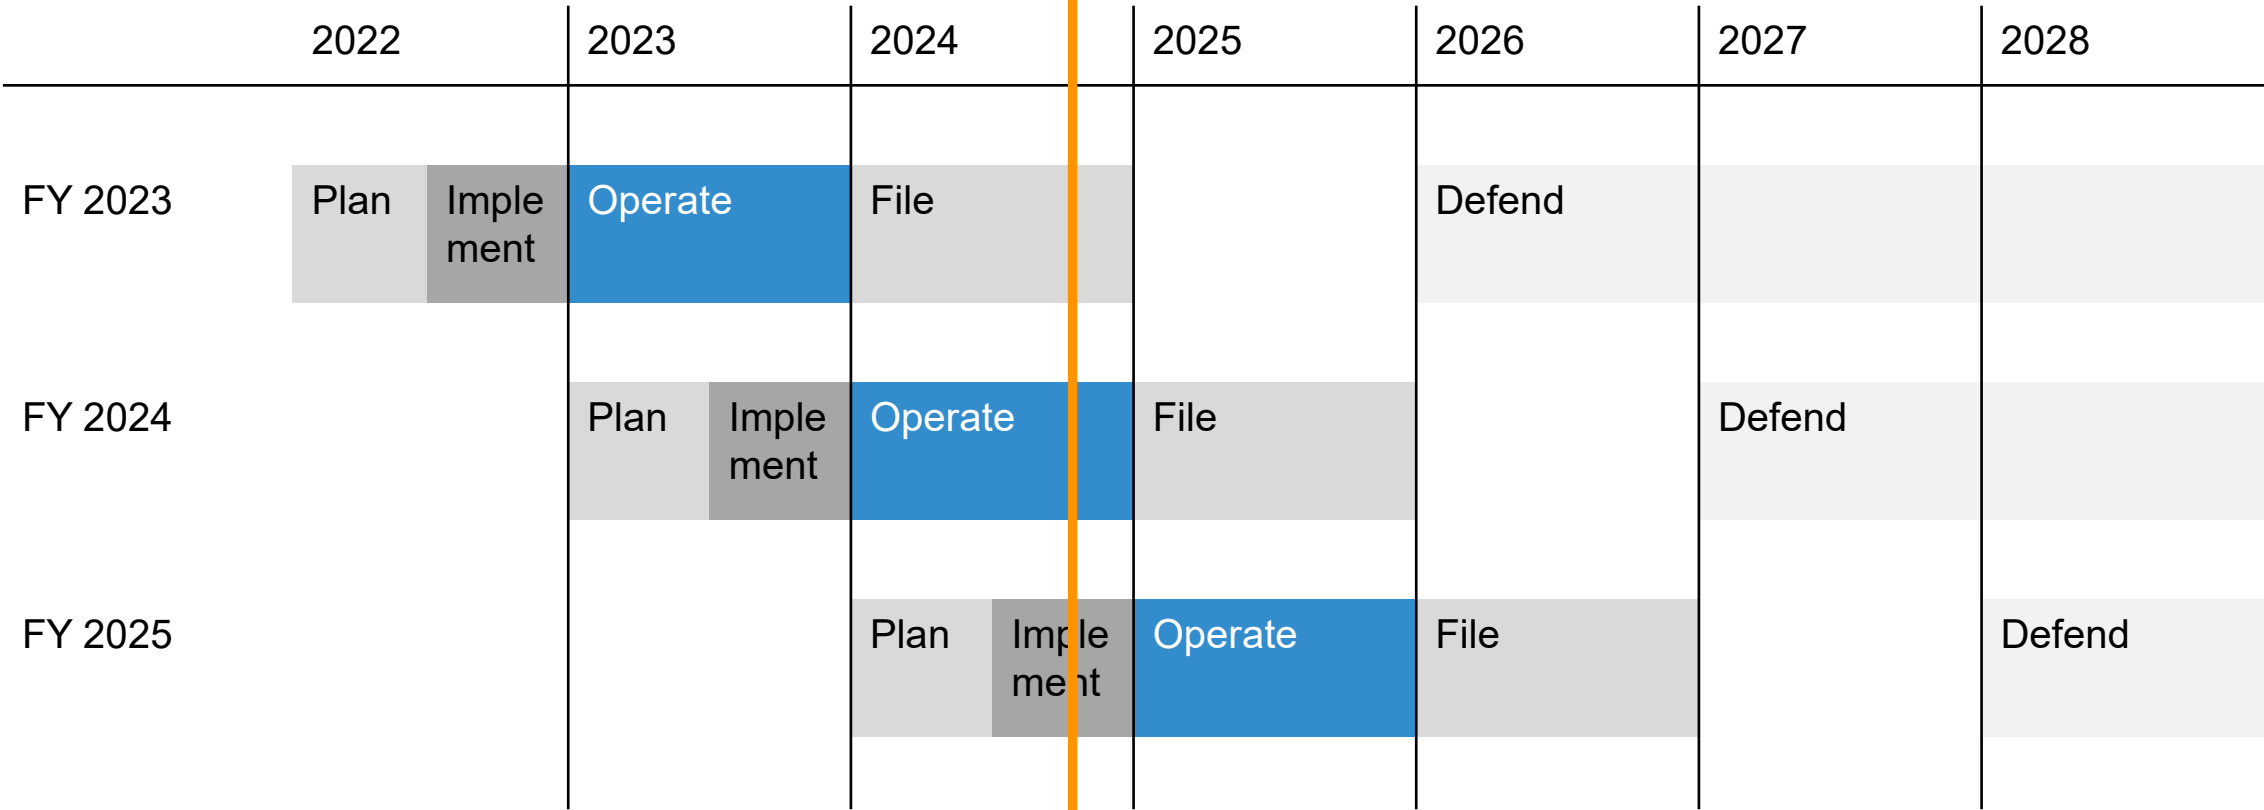 2022 2023 2024 2025 2026 2027 2028
FY 2023 Plan Imple Operate File Defend
ment
FY 2024 Plan Imple Operate File Defend
ment
FY 2025 Plan Imple Operate File Defend
ment